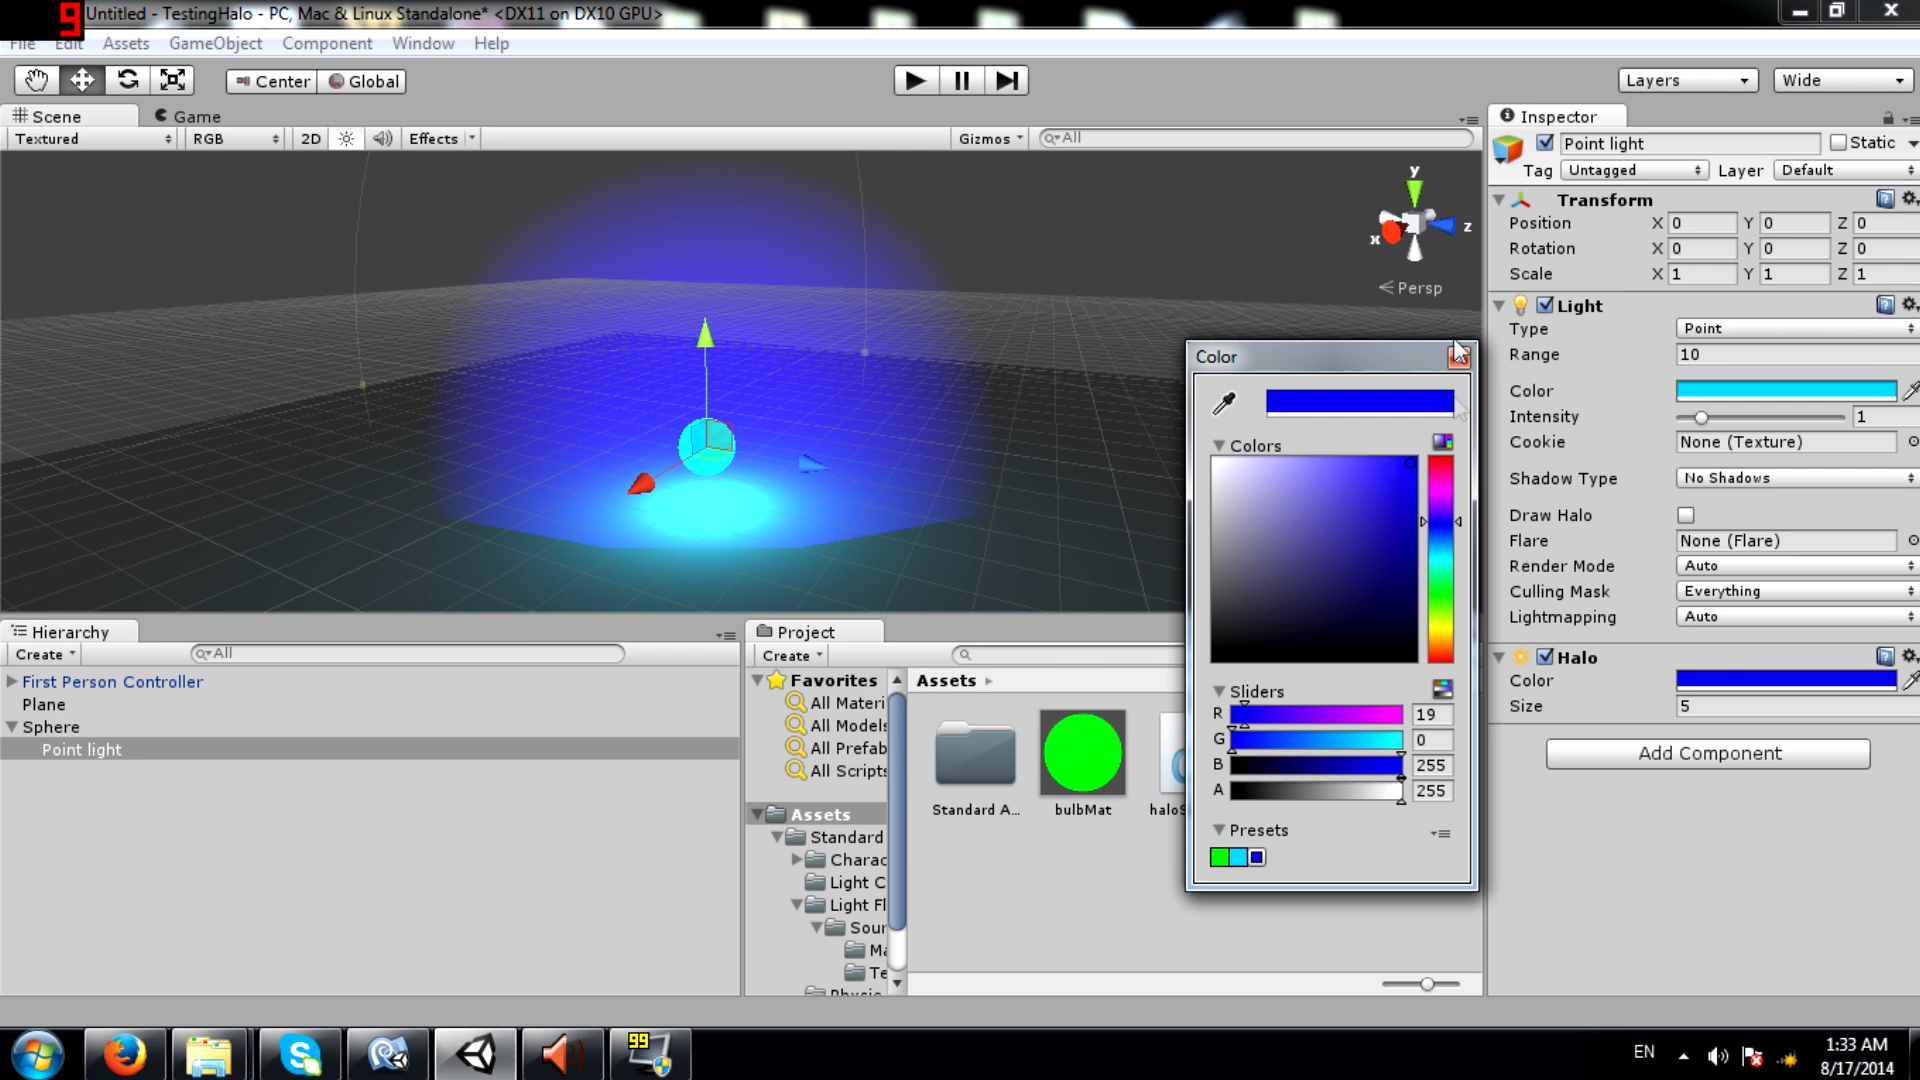 9
Untitled - TestingHalo - PC, Mac & Linux Standalone* <DX11 on DX10 GPU>
File Edit Assets GameObject Component Window Help
Center Global
Layers Wide
Scene Game
Textured RGB 2D Effects Gizmos All
y
x z
Persp
Inspector
Point light Static
Tag Untagged Layer Default
Transform
Position X 0 Y 0 Z 0
Rotation X 0 Y 0 Z 0
Scale X 1 Y 1 Z 1
Light
Type Point
Range 10
Color
Intensity 1
Cookie None (Texture)
Shadow Type No Shadows
Draw Halo
Flare None (Flare)
Render Mode Auto
Culling Mask Everything
Lightmapping Auto
Halo
Color
Size 5
Add Component
Color
Colors
Sliders
R 19
G 0
B 255
A 255
Presets
Hierarchy
Create All
First Person Controller
Plane
Sphere
Point light
Project
Create
Favorites
All Materi
All Models
All Prefab
All Scripts
Assets
Standard
Charac
Light C
Light Fl
Sour
Ma
Te
Physic
Assets
Standard A...
bulbMat
haloS
99
EN
1:33 AM
8/17/2014